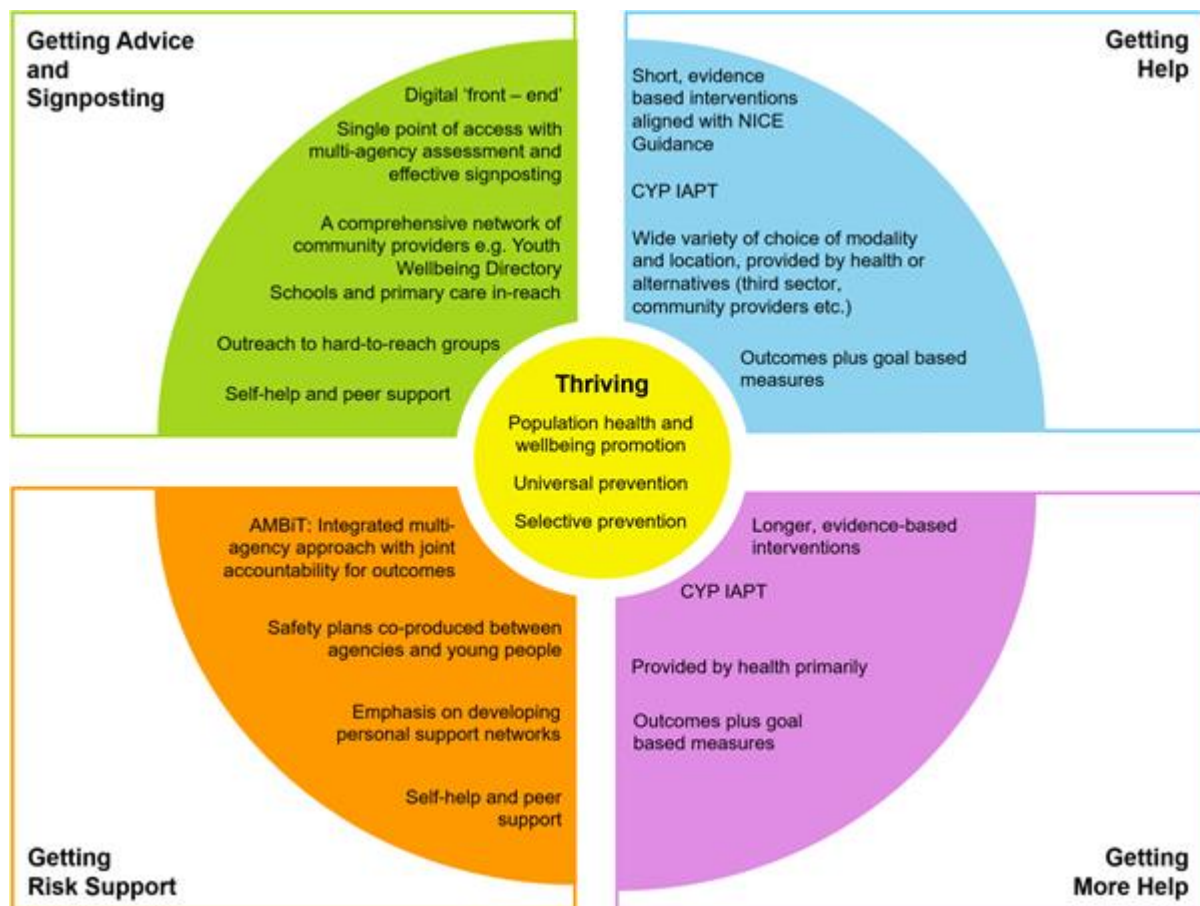 Getting Advice
and
Signposting
Digital ‘front – end’
Single point of access with
multi-agency assessment and
effective signposting
A comprehensive network of
community providers e.g. Youth
Wellbeing Directory
Schools and primary care in-reach
Outreach to hard-to-reach groups
Self-help and peer support
Getting
Help
Short, evidence
based interventions
aligned with NICE
Guidance
CYP IAPT
Wide variety of choice of modality
and location, provided by health or
alternatives (third sector,
community providers etc.)
Outcomes plus goal based
measures
Thriving
Population health and
wellbeing promotion
Universal prevention
Selective prevention
AMBiT: Integrated multi-
agency approach with joint
accountability for outcomes
Safety plans co-produced between
agencies and young people
Emphasis on developing
personal support networks
Self-help and peer
support
Getting
Risk Support
Longer, evidence-based
interventions
CYP IAPT
Provided by health primarily
Outcomes plus goal
based measures
Getting
More Help